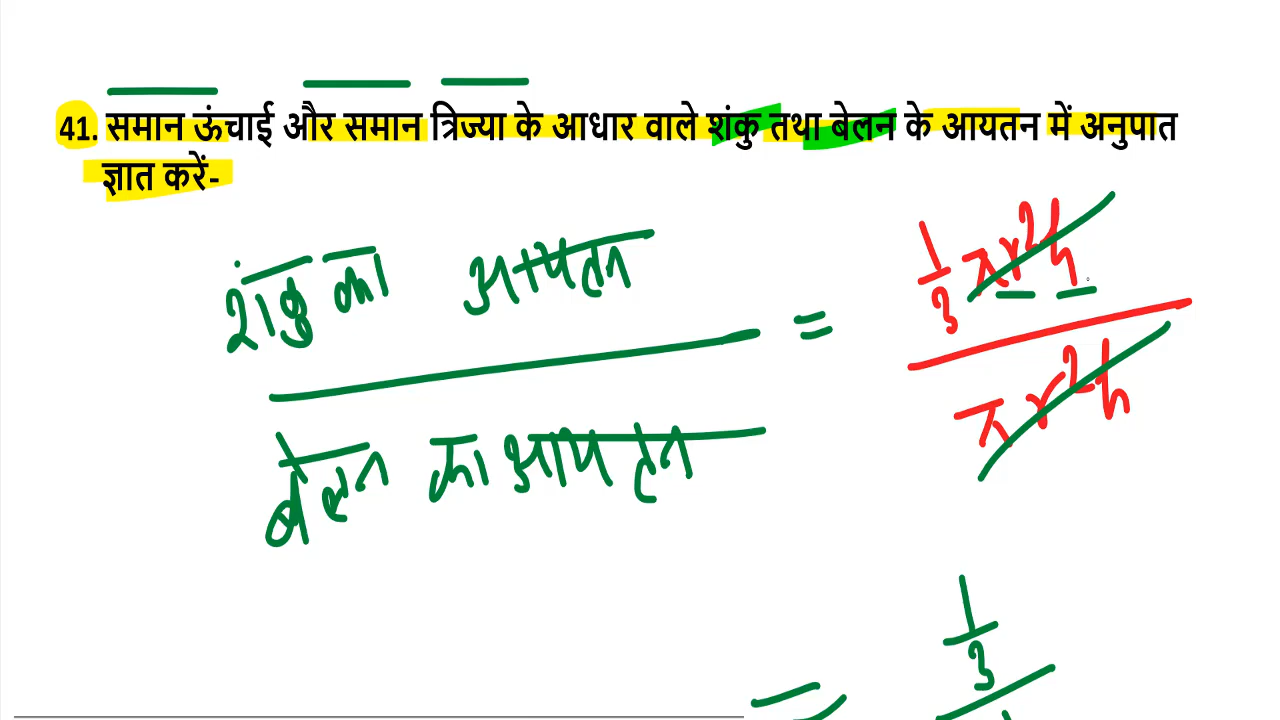 41. समान ऊंचाई और समान त्रिज्या के आधार वाले शंकु तथा बेलन के आयतन में अनुपात
ज्ञात करें-
शंकु का आयतन
बेलन का आयतन
=
1/3 πr²h
πr²h
=
1/3
1